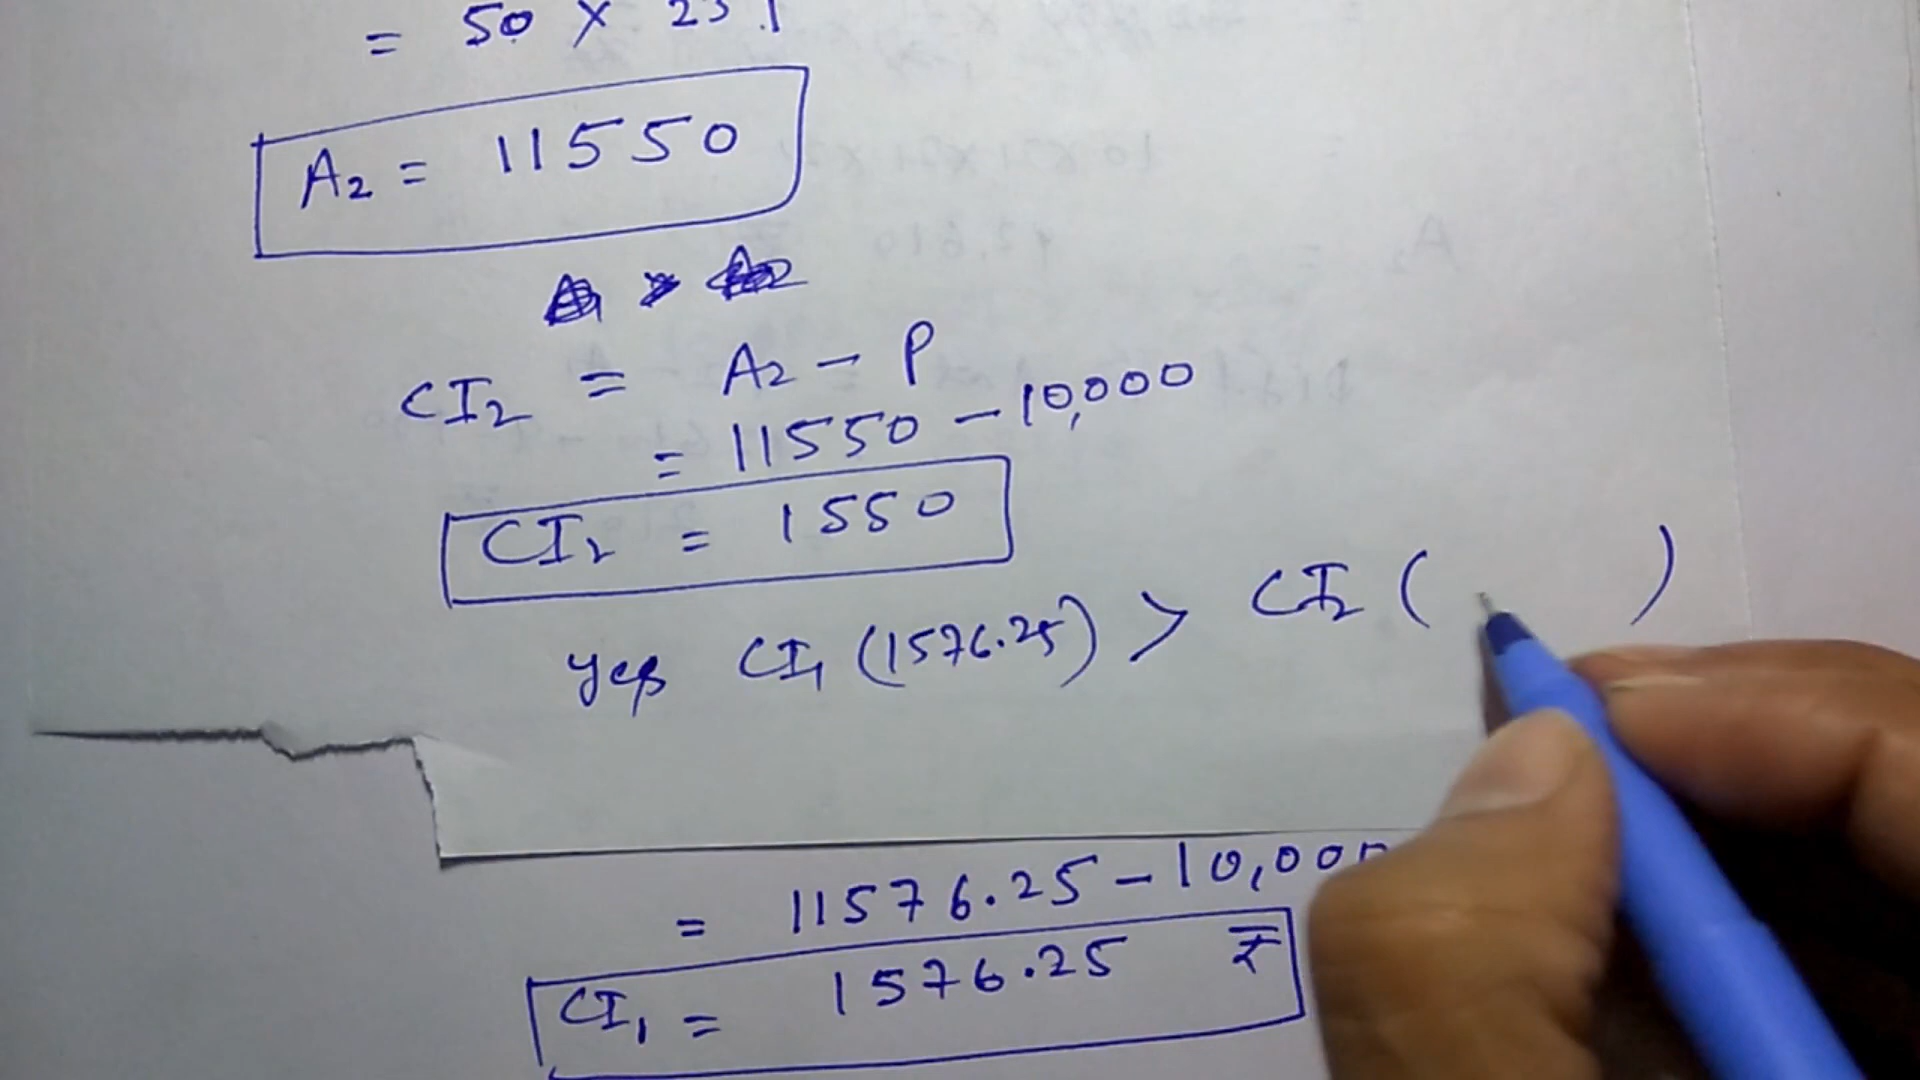 = 50 × 231
A2 = 11550
CI2 = A2 - P
= 11550 - 10,000
CI2 = 1550
yes CI1 (1576.25) > CI2 ( )
= 11576.25 - 10,000
CI1 = 1576.25 ₹